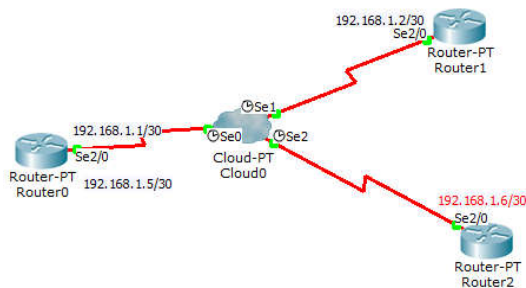 192.168.1.2/30
Se2/0
Router-PT
Router1
Se1
192.168.1.1/30
Se0
Se2
Se2/0
Cloud-PT
Cloud0
Router-PT
Router0
192.168.1.5/30
192.168.1.6/30
Se2/0
Router-PT
Router2